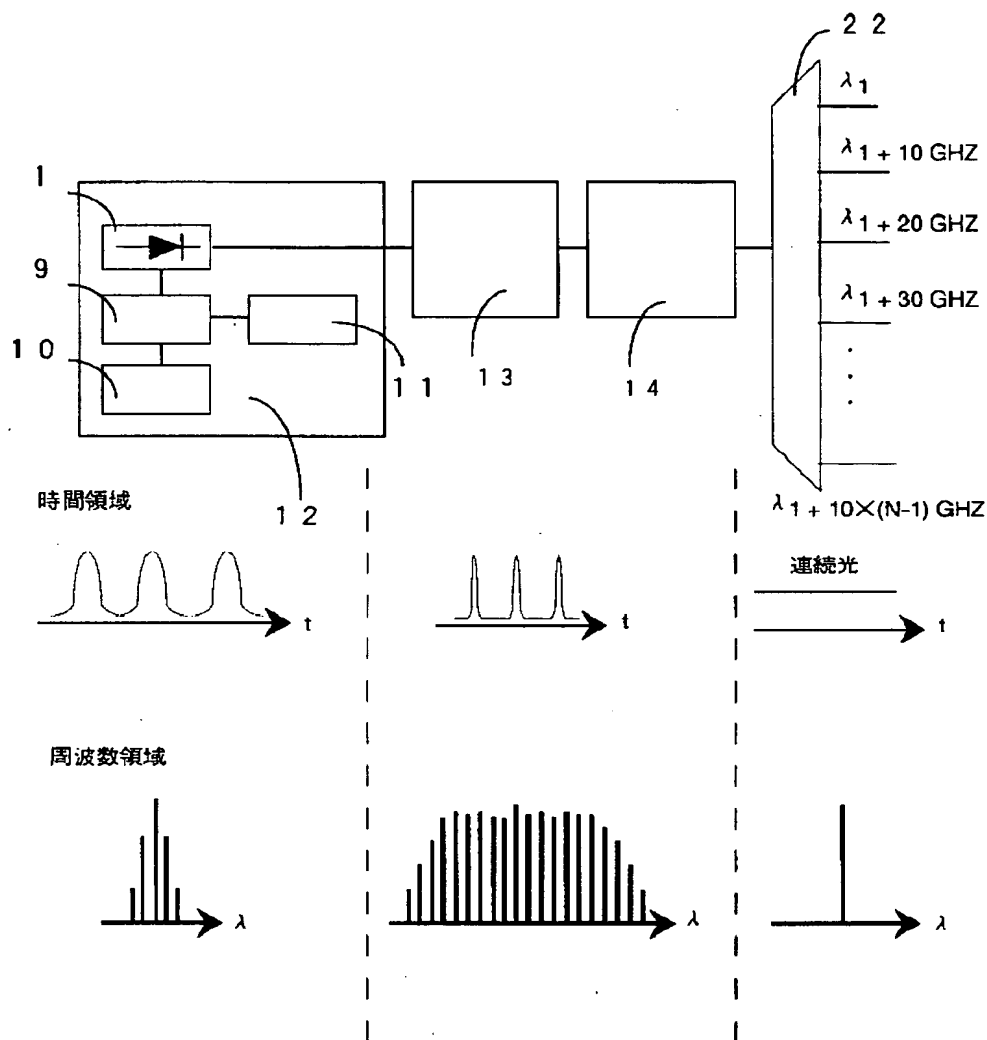 2 2
λ1
λ1 + 10 GHZ
λ1 + 20 GHZ
λ1 + 30 GHZ
λ1 + 10×(N-1) GHZ
1
9
1 0
1 1
1 2
1 3
1 4
時間領域
連続光
t
t
t
周波数領域
λ
λ
λ